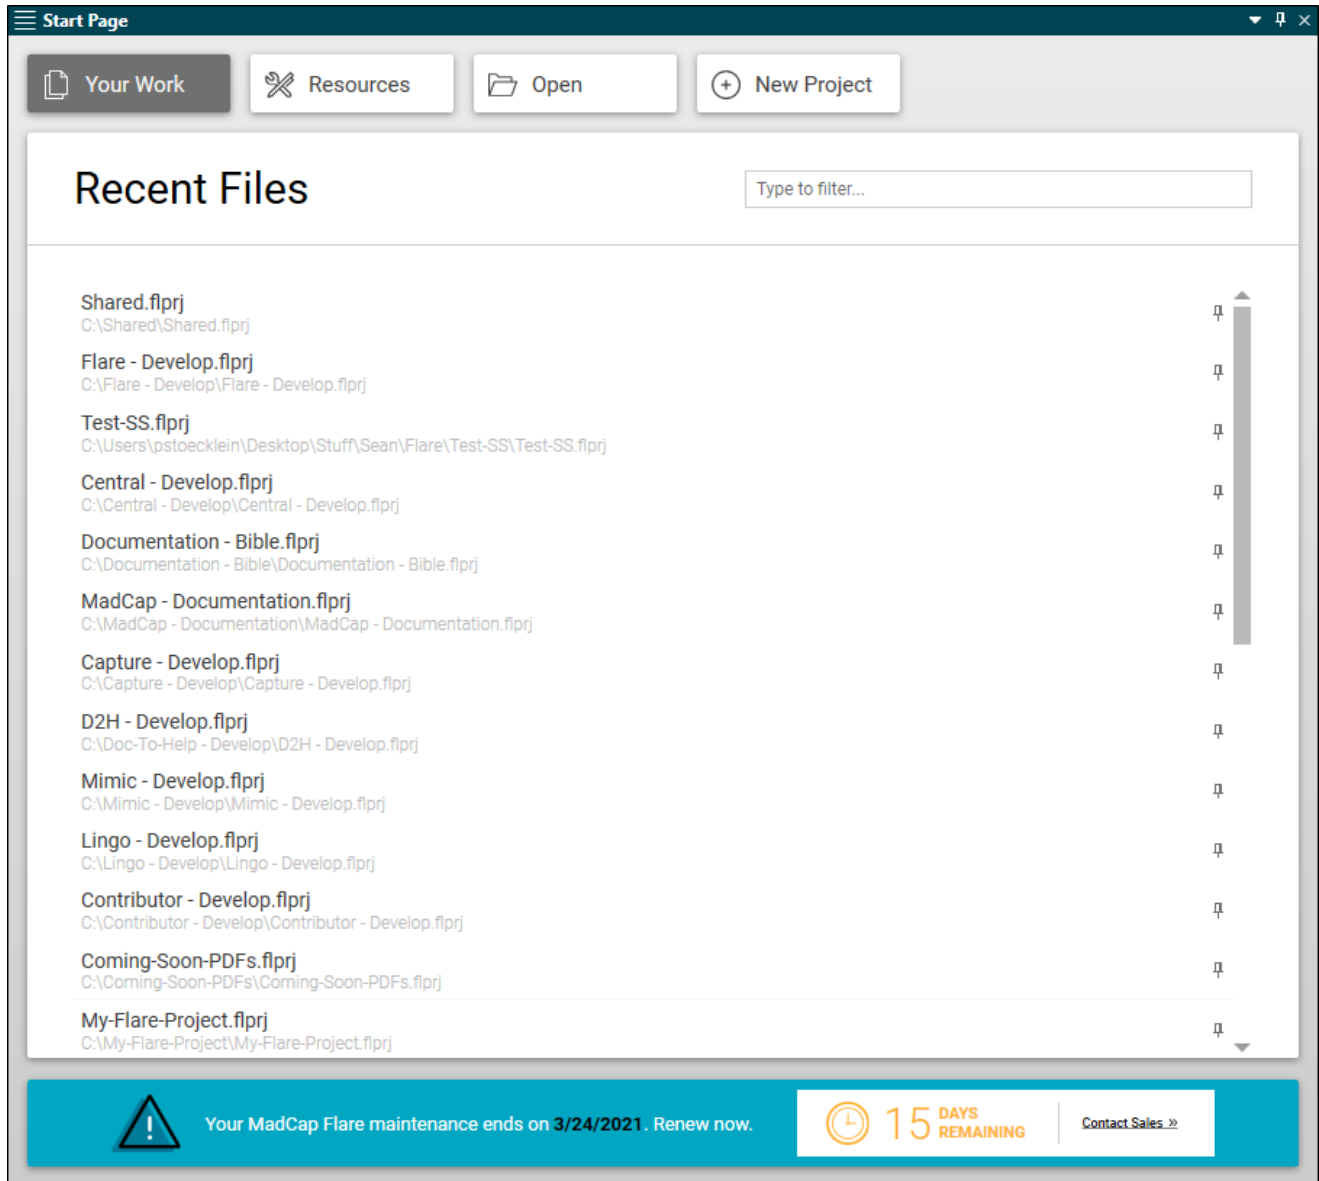 Start Page
Your Work
Resources
Open
New Project
Recent Files
Type to filter...
Shared.flprj
C:\Shared\Shared.flprj
Flare - Develop.flprj
C:\Flare - Develop\Flare - Develop.flprj
Test-SS.flprj
C:\Users\pstoecklein\Desktop\Stuff\Sean\Flare\Test-SS\Test-SS.flprj
Central - Develop.flprj
C:\Central - Develop\Central - Develop.flprj
Documentation - Bible.flprj
C:\Documentation - Bible\Documentation - Bible.flprj
MadCap - Documentation.flprj
C:\MadCap - Documentation\MadCap - Documentation.flprj
Capture - Develop.flprj
C:\Capture - Develop\Capture - Develop.flprj
D2H - Develop.flprj
C:\Doc-To-Help - Develop\D2H - Develop.flprj
Mimic - Develop.flprj
C:\Mimic - Develop\Mimic - Develop.flprj
Lingo - Develop.flprj
C:\Lingo - Develop\Lingo - Develop.flprj
Contributor - Develop.flprj
C:\Contributor - Develop\Contributor - Develop.flprj
Coming-Soon-PDFs.flprj
C:\Coming-Soon-PDFs\Coming-Soon-PDFs.flprj
My-Flare-Project.flprj
C:\My-Flare-Project\My-Flare-Project.flprj
Your MadCap Flare maintenance ends on 3/24/2021. Renew now.
15 DAYS REMAINING
Contact Sales »